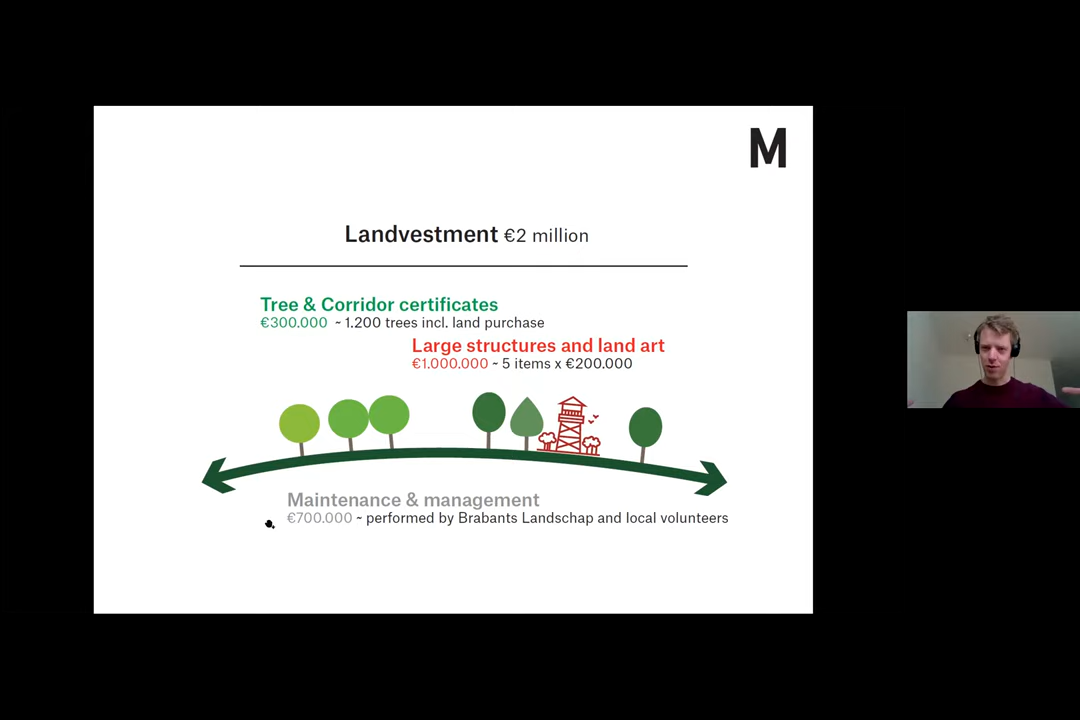 M
Landvestment €2 million
Tree & Corridor certificates
€300.000 ~ 1.200 trees incl. land purchase
Large structures and land art
€1.000.000 ~ 5 items x €200.000
Maintenance & management
€700.000 ~ performed by Brabants Landschap and local volunteers